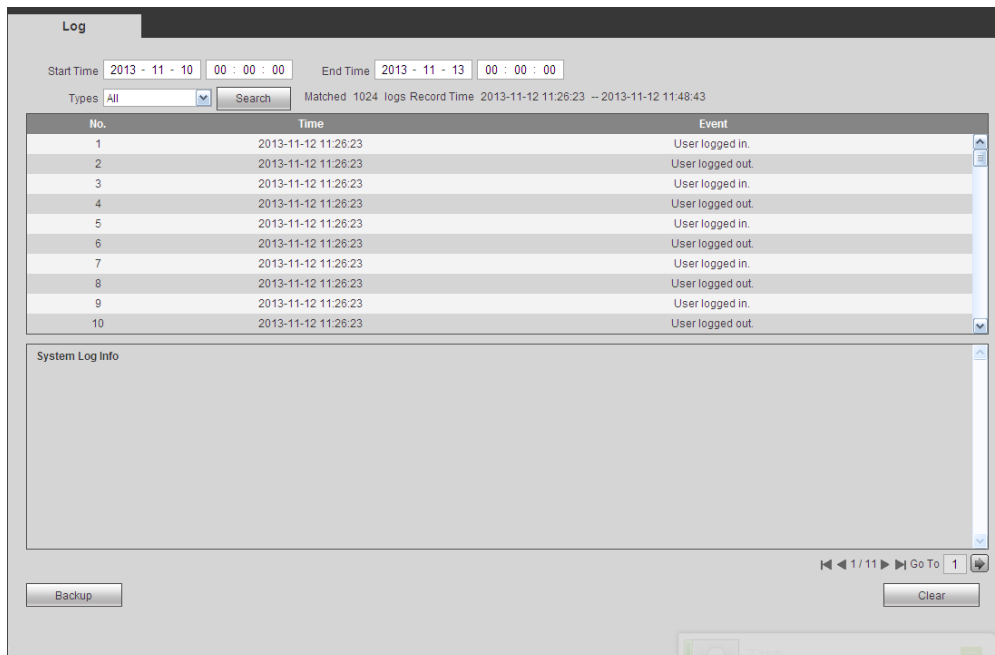 Log
Start Time 2013 - 11 - 10 00 : 00 : 00 End Time 2013 - 11 - 13 00 : 00 : 00
Types All Search Matched 1024 logs Record Time 2013-11-12 11:26:23 -- 2013-11-12 11:48:43
No. Time Event
1 2013-11-12 11:26:23 User logged in.
2 2013-11-12 11:26:23 User logged out.
3 2013-11-12 11:26:23 User logged in.
4 2013-11-12 11:26:23 User logged out.
5 2013-11-12 11:26:23 User logged in.
6 2013-11-12 11:26:23 User logged out.
7 2013-11-12 11:26:23 User logged in.
8 2013-11-12 11:26:23 User logged out.
9 2013-11-12 11:26:23 User logged in.
10 2013-11-12 11:26:23 User logged out.
System Log Info
1 / 11 Go To 1
Backup Clear